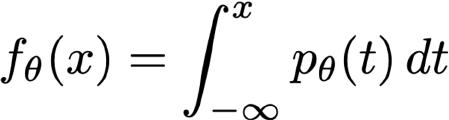 f_θ(x) = ∫_{-∞}^{x} p_θ(t) dt